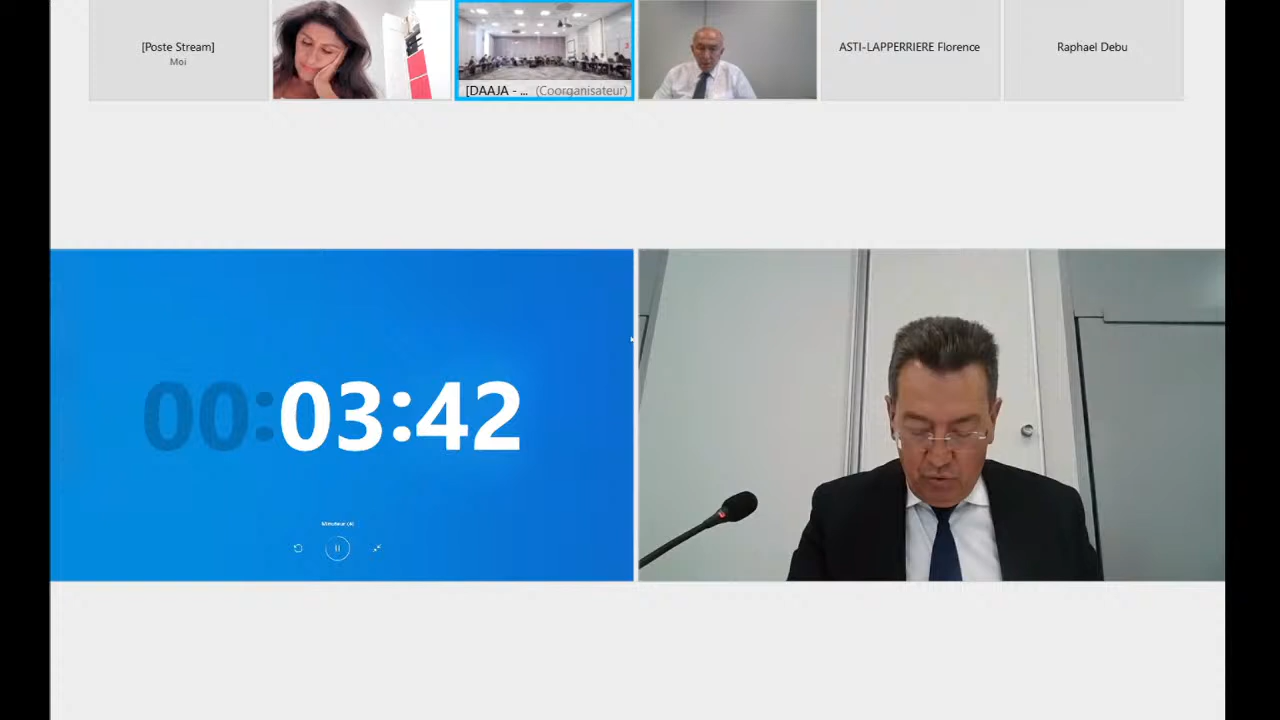 [Poste Stream]
Moi
[DAAJA - ... (Coorganisateur)
ASTI-LAPPERRIERE Florence
Raphael Debu
00:03:42